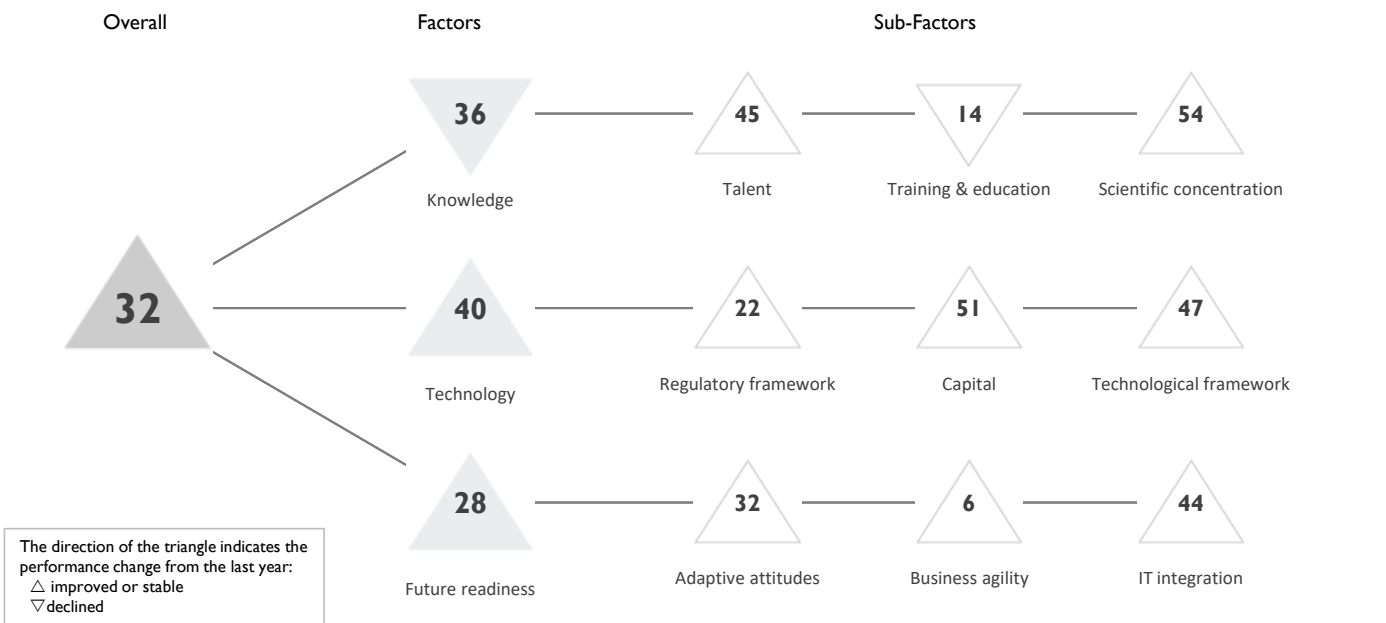 Overall Factors Sub-Factors
36 45 14 54
Knowledge Talent Training & education Scientific concentration
32 40 22 51 47
Technology Regulatory framework Capital Technological framework
28 32 6 44
Future readiness Adaptive attitudes Business agility IT integration
The direction of the triangle indicates the
performance change from the last year:
△ improved or stable
▽ declined